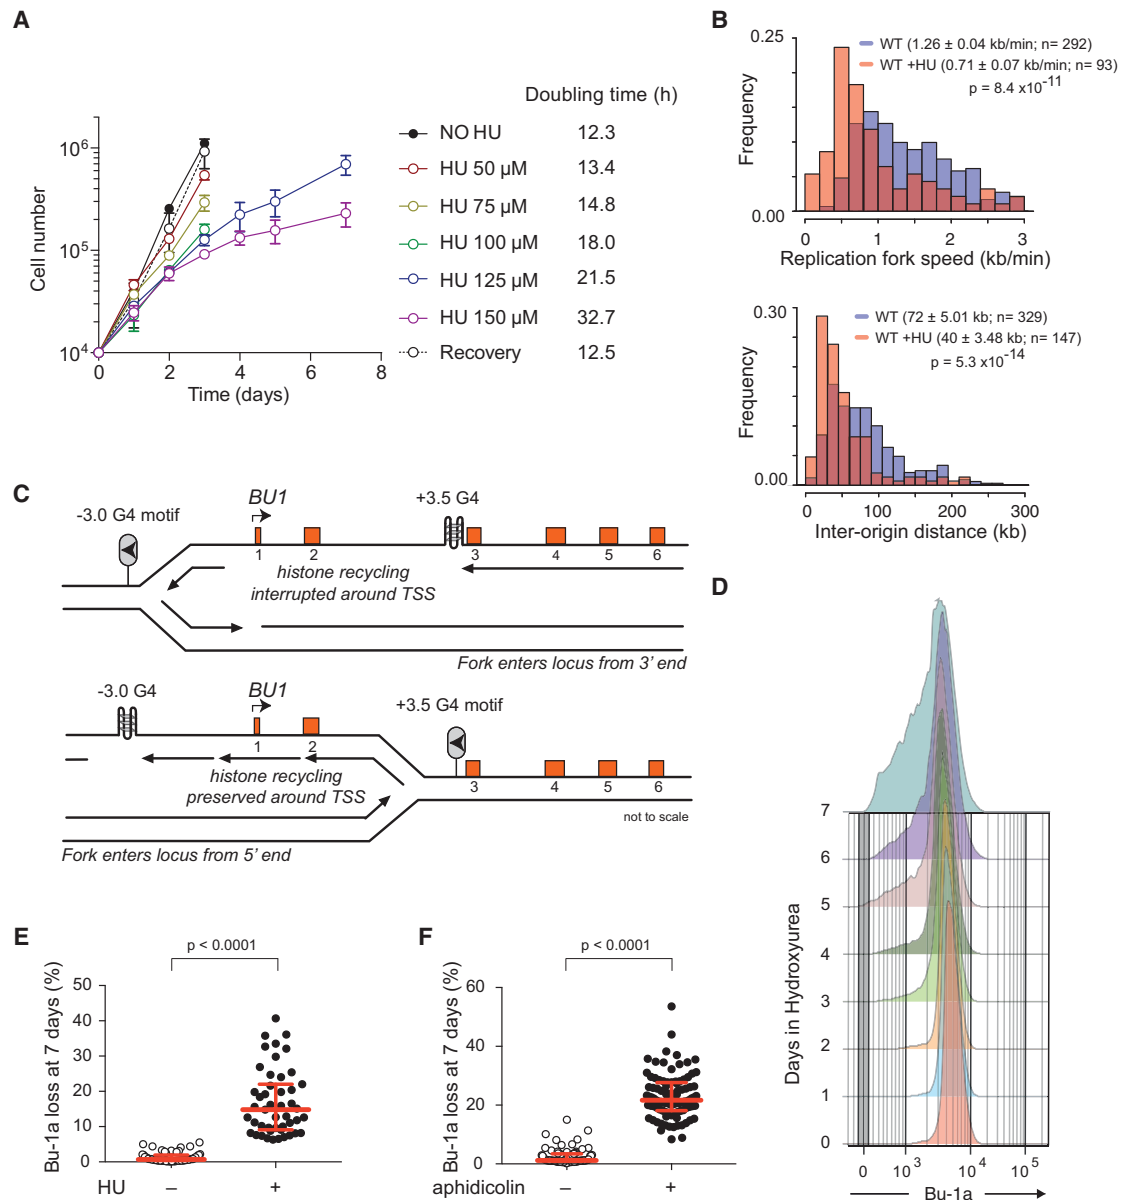 A
Doubling time (h)
NO HU 12.3
HU 50 µM 13.4
HU 75 µM 14.8
HU 100 µM 18.0
HU 125 µM 21.5
HU 150 µM 32.7
Recovery 12.5
Cell number
10^6
10^5
10^4
0 2 4 6 8
Time (days)
B
0.25
WT (1.26 ± 0.04 kb/min; n= 292)
WT +HU (0.71 ± 0.07 kb/min; n= 93)
p = 8.4 x10^-11
Frequency
0.00
0 1 2 3
Replication fork speed (kb/min)
0.30
WT (72 ± 5.01 kb; n= 329)
WT +HU (40 ± 3.48 kb; n= 147)
p = 5.3 x10^-14
Frequency
0.00
0 100 200 300
Inter-origin distance (kb)
C
-3.0 G4 motif
BU1
+3.5 G4
1 2 3 4 5 6
histone recycling
interrupted around TSS
Fork enters locus from 3' end
-3.0 G4
BU1
+3.5 G4 motif
1 2 3 4 5 6
histone recycling
preserved around TSS
not to scale
Fork enters locus from 5' end
D
Days in Hydroxyurea
7
6
5
4
3
2
1
0
0 10^3 10^4 10^5
Bu-1a
E
p < 0.0001
Bu-1a loss at 7 days (%)
50
40
30
20
10
0
HU – +
F
p < 0.0001
Bu-1a loss at 7 days (%)
60
40
20
0
aphidicolin – +